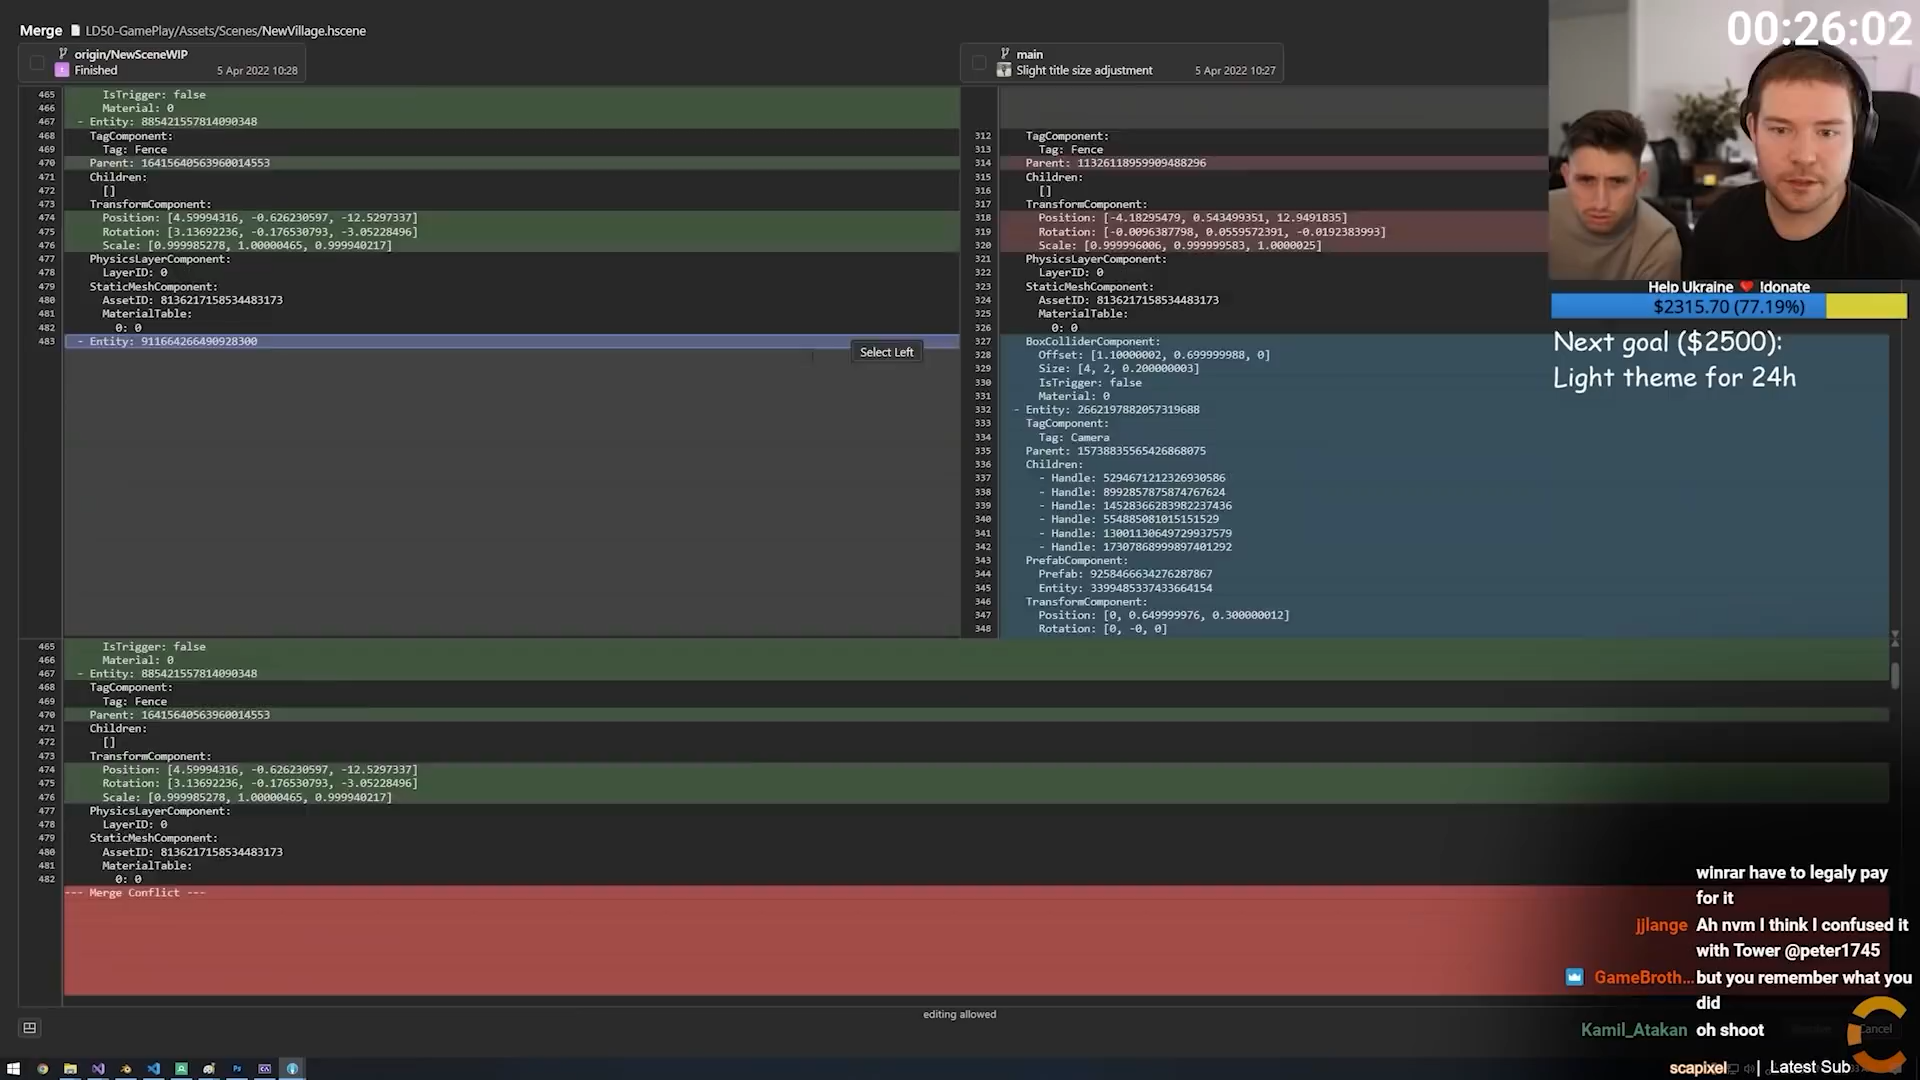 Merge LD50-GamePlay/Assets/Scenes/NewVillage.hscene
origin/NewSceneWIP
Finished 5 Apr 2022 10:28
main
Slight title size adjustment 5 Apr 2022 10:27
465 IsTrigger: false
466 Material: 0
467 - Entity: 885421557814090348
468 TagComponent:
469 Tag: Fence
470 Parent: 16415640563960014553
471 Children:
472 []
473 TransformComponent:
474 Position: [4.59994316, -0.626230597, -12.5297337]
475 Rotation: [3.13692236, -0.176530793, -3.05228496]
476 Scale: [0.999985278, 1.00000465, 0.999940217]
477 PhysicsLayerComponent:
478 LayerID: 0
479 StaticMeshComponent:
480 AssetID: 8136217158534483173
481 MaterialTable:
482 0: 0
483 - Entity: 911664266490928300
Select Left
312 TagComponent:
313 Tag: Fence
314 Parent: 11326118959909488296
315 Children:
316 []
317 TransformComponent:
318 Position: [-4.18295479, 0.543499351, 12.9491835]
319 Rotation: [-0.0096387798, 0.0559572391, -0.0192383993]
320 Scale: [0.999996006, 0.999999583, 1.0000025]
321 PhysicsLayerComponent:
322 LayerID: 0
323 StaticMeshComponent:
324 AssetID: 8136217158534483173
325 MaterialTable:
326 0: 0
327 BoxColliderComponent:
328 Offset: [1.10000002, 0.699999988, 0]
329 Size: [4, 2, 0.200000003]
330 IsTrigger: false
331 Material: 0
332 - Entity: 2662197882057319688
333 TagComponent:
334 Tag: Camera
335 Parent: 15738835565426868075
336 Children:
337 - Handle: 5294671212326930586
338 - Handle: 8992857875874767624
339 - Handle: 14528366283982237436
340 - Handle: 554885081015151529
341 - Handle: 13001130649729937579
342 - Handle: 17307868999897401292
343 PrefabComponent:
344 Prefab: 9258466634276287867
345 Entity: 3399485337433664154
346 TransformComponent:
347 Position: [0, 0.649999976, 0.300000012]
348 Rotation: [0, -0, 0]
465 IsTrigger: false
466 Material: 0
467 - Entity: 885421557814090348
468 TagComponent:
469 Tag: Fence
470 Parent: 16415640563960014553
471 Children:
472 []
473 TransformComponent:
474 Position: [4.59994316, -0.626230597, -12.5297337]
475 Rotation: [3.13692236, -0.176530793, -3.05228496]
476 Scale: [0.999985278, 1.00000465, 0.999940217]
477 PhysicsLayerComponent:
478 LayerID: 0
479 StaticMeshComponent:
480 AssetID: 8136217158534483173
481 MaterialTable:
482 0: 0
--- Merge Conflict ---
editing allowed
00:26:02
Help Ukraine ❤ !donate
$2315.70 (77.19%)
Next goal ($2500):
Light theme for 24h
winrar have to legaly pay
for it
jjlange Ah nvm I think I confused it
with Tower @peter1745
GameBroth... but you remember what you
did
Kamil_Atakan oh shoot
Cancel
scapixel | Latest Sub